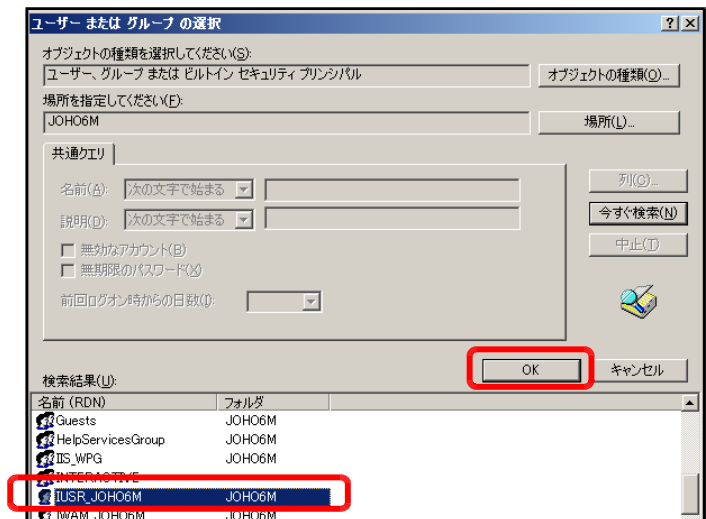 ユーザー または グループ の選択
オブジェクトの種類を選択してください(S):
ユーザー、グループ または ビルトイン セキュリティ プリンシパル
オブジェクトの種類(O)...
場所を指定してください(F):
JOHO6M
場所(L)...
共通クエリ
名前(A): 次の文字で始まる
列(C)...
説明(D): 次の文字で始まる
今すぐ検索(N)
無効なアカウント(B)
中止(T)
無期限のパスワード(X)
前回ログオン時からの日数(I):
OK
キャンセル
検索結果(U):
名前 (RDN) フォルダ
Guests JOHO6M
HelpServicesGroup JOHO6M
IIS_WPG JOHO6M
INTERACTIVE
IUSR_JOHO6M JOHO6M
IWAM_JOHO6M JOHO6M